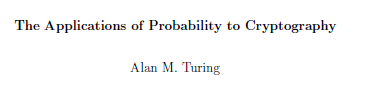 The Applications of Probability to Cryptography
Alan M. Turing